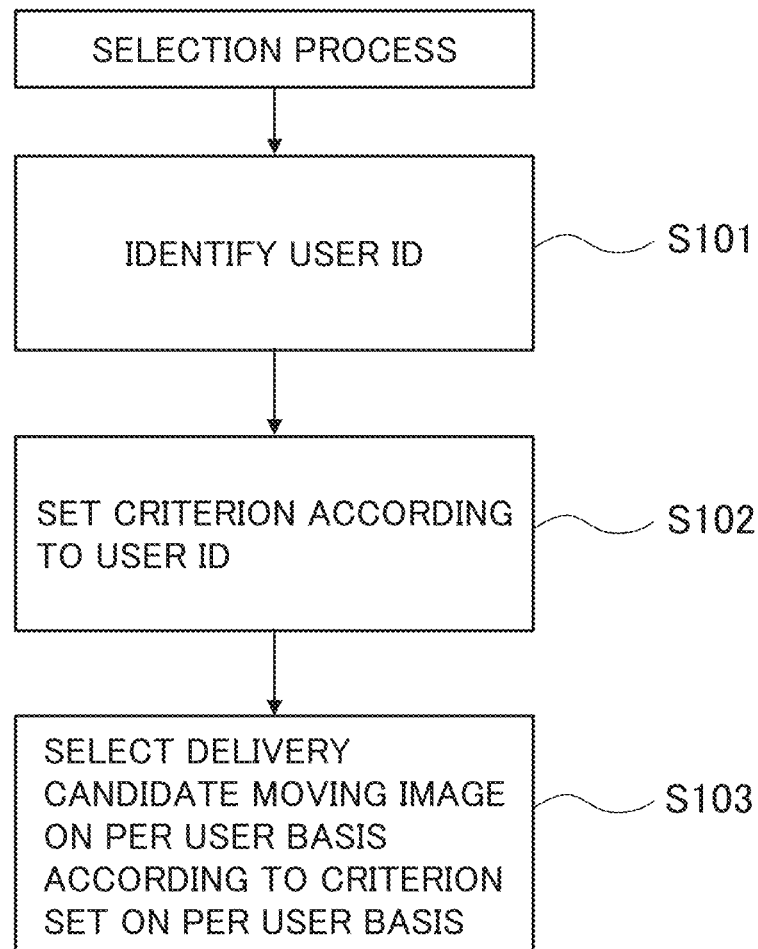 SELECTION PROCESS
IDENTIFY USER ID
S101
SET CRITERION ACCORDING
TO USER ID
S102
SELECT DELIVERY
CANDIDATE MOVING IMAGE
ON PER USER BASIS
ACCORDING TO CRITERION
SET ON PER USER BASIS
S103